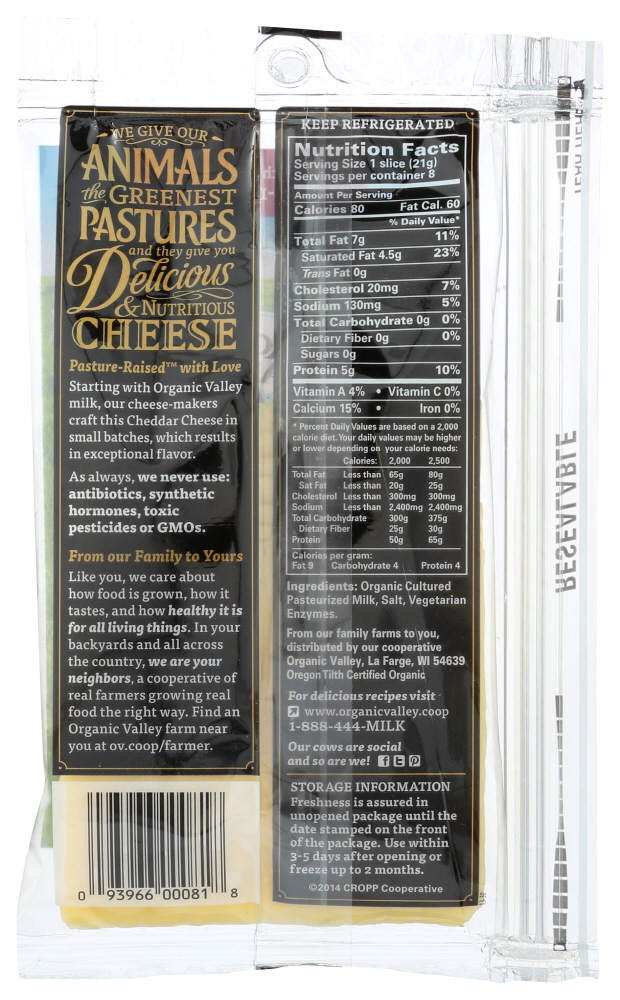 WE GIVE OUR
ANIMALS
the GREENEST
PASTURES
and they give you
Delicious
& NUTRITIOUS
CHEESE
Pasture-Raised™ with Love
Starting with Organic Valley
milk, our cheese-makers
craft this Cheddar Cheese in
small batches, which results
in exceptional flavor.
As always, we never use:
antibiotics, synthetic
hormones, toxic
pesticides or GMOs.
From our Family to Yours
Like you, we care about
how food is grown, how it
tastes, and how healthy it is
for all living things. In your
backyards and all across
the country, we are your
neighbors, a cooperative of
real farmers growing real
food the right way. Find an
Organic Valley farm near
you at ov.coop/farmer.
0 93966 00081 8
KEEP REFRIGERATED
Nutrition Facts
Serving Size 1 slice (21g)
Servings per container 8
Amount Per Serving
Calories 80 Fat Cal. 60
% Daily Value*
Total Fat 7g 11%
Saturated Fat 4.5g 23%
Trans Fat 0g
Cholesterol 20mg 7%
Sodium 130mg 5%
Total Carbohydrate 0g 0%
Dietary Fiber 0g 0%
Sugars 0g
Protein 5g 10%
Vitamin A 4% • Vitamin C 0%
Calcium 15% • Iron 0%
* Percent Daily Values are based on a 2,000
calorie diet. Your daily values may be higher
or lower depending on your calorie needs:
Calories: 2,000 2,500
Total Fat Less than 65g 80g
Sat Fat Less than 20g 25g
Cholesterol Less than 300mg 300mg
Sodium Less than 2,400mg 2,400mg
Total Carbohydrate 300g 375g
Dietary Fiber 25g 30g
Protein 50g 65g
Calories per gram:
Fat 9 Carbohydrate 4 Protein 4
Ingredients: Organic Cultured
Pasteurized Milk, Salt, Vegetarian
Enzymes.
From our family farms to you,
distributed by our cooperative
Organic Valley, La Farge, WI 54639
Oregon Tilth Certified Organic
For delicious recipes visit
www.organicvalley.coop
1-888-444-MILK
Our cows are social
and so are we!
STORAGE INFORMATION
Freshness is assured in
unopened package until the
date stamped on the front
of the package. Use within
3-5 days after opening or
freeze up to 2 months.
©2014 CROPP Cooperative
TEAR HERE
RESEALABLE